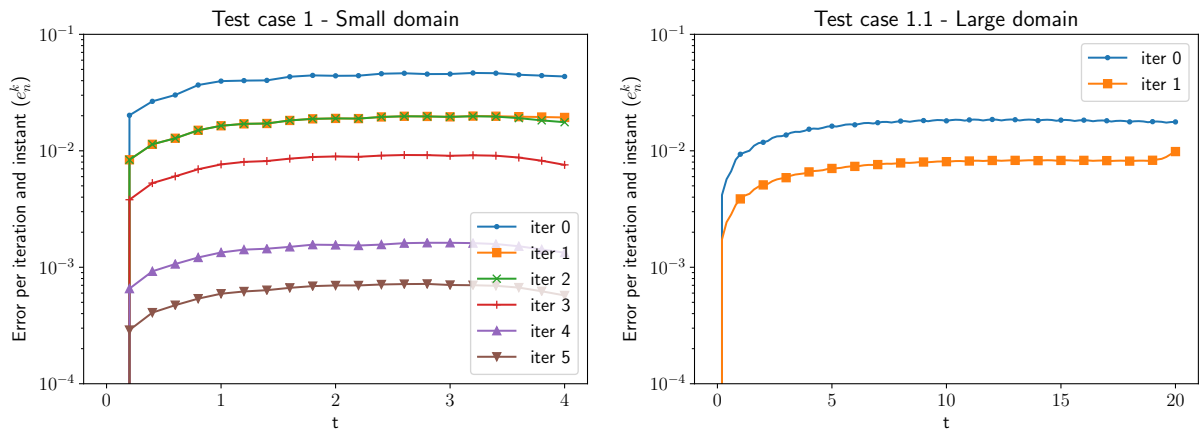 Test case 1 - Small domain
Error per iteration and instant (e_n^k)
10^{-1}
10^{-2}
10^{-3}
10^{-4}
0 1 2 3 4
t
iter 0
iter 1
iter 2
iter 3
iter 4
iter 5
Test case 1.1 - Large domain
Error per iteration and instant (e_n^k)
10^{-1}
10^{-2}
10^{-3}
10^{-4}
0 5 10 15 20
t
iter 0
iter 1